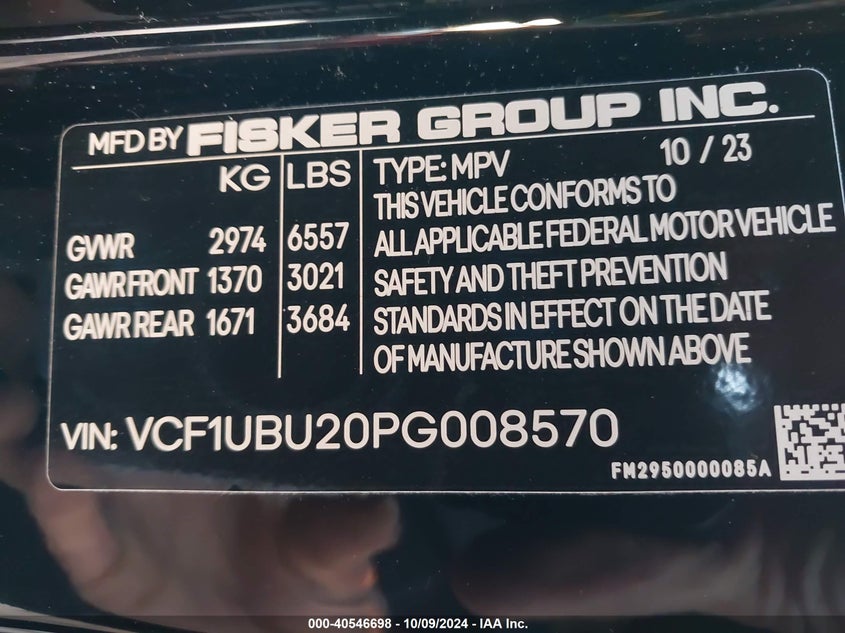 MFD BY FISKER GROUP INC.
KG LBS TYPE: MPV 10 / 23
THIS VEHICLE CONFORMS TO
GVWR 2974 6557 ALL APPLICABLE FEDERAL MOTOR VEHICLE
GAWR FRONT 1370 3021 SAFETY AND THEFT PREVENTION
GAWR REAR 1671 3684 STANDARDS IN EFFECT ON THE DATE
OF MANUFACTURE SHOWN ABOVE
VIN: VCF1UBU20PG008570
FM2950000085A
000-40546698 - 10/09/2024 - IAA Inc.